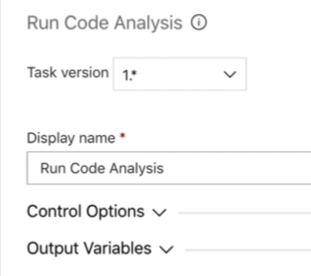 Run Code Analysis
Task version 1.*
Display name *
Run Code Analysis
Control Options
Output Variables